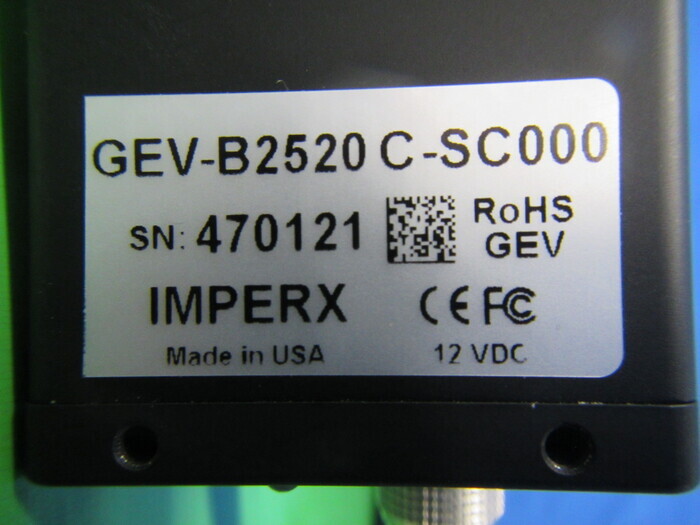 GEV-B2520 C-SC000
SN: 470121
RoHS
GEV
IMPERX
CE FC
Made in USA
12 VDC